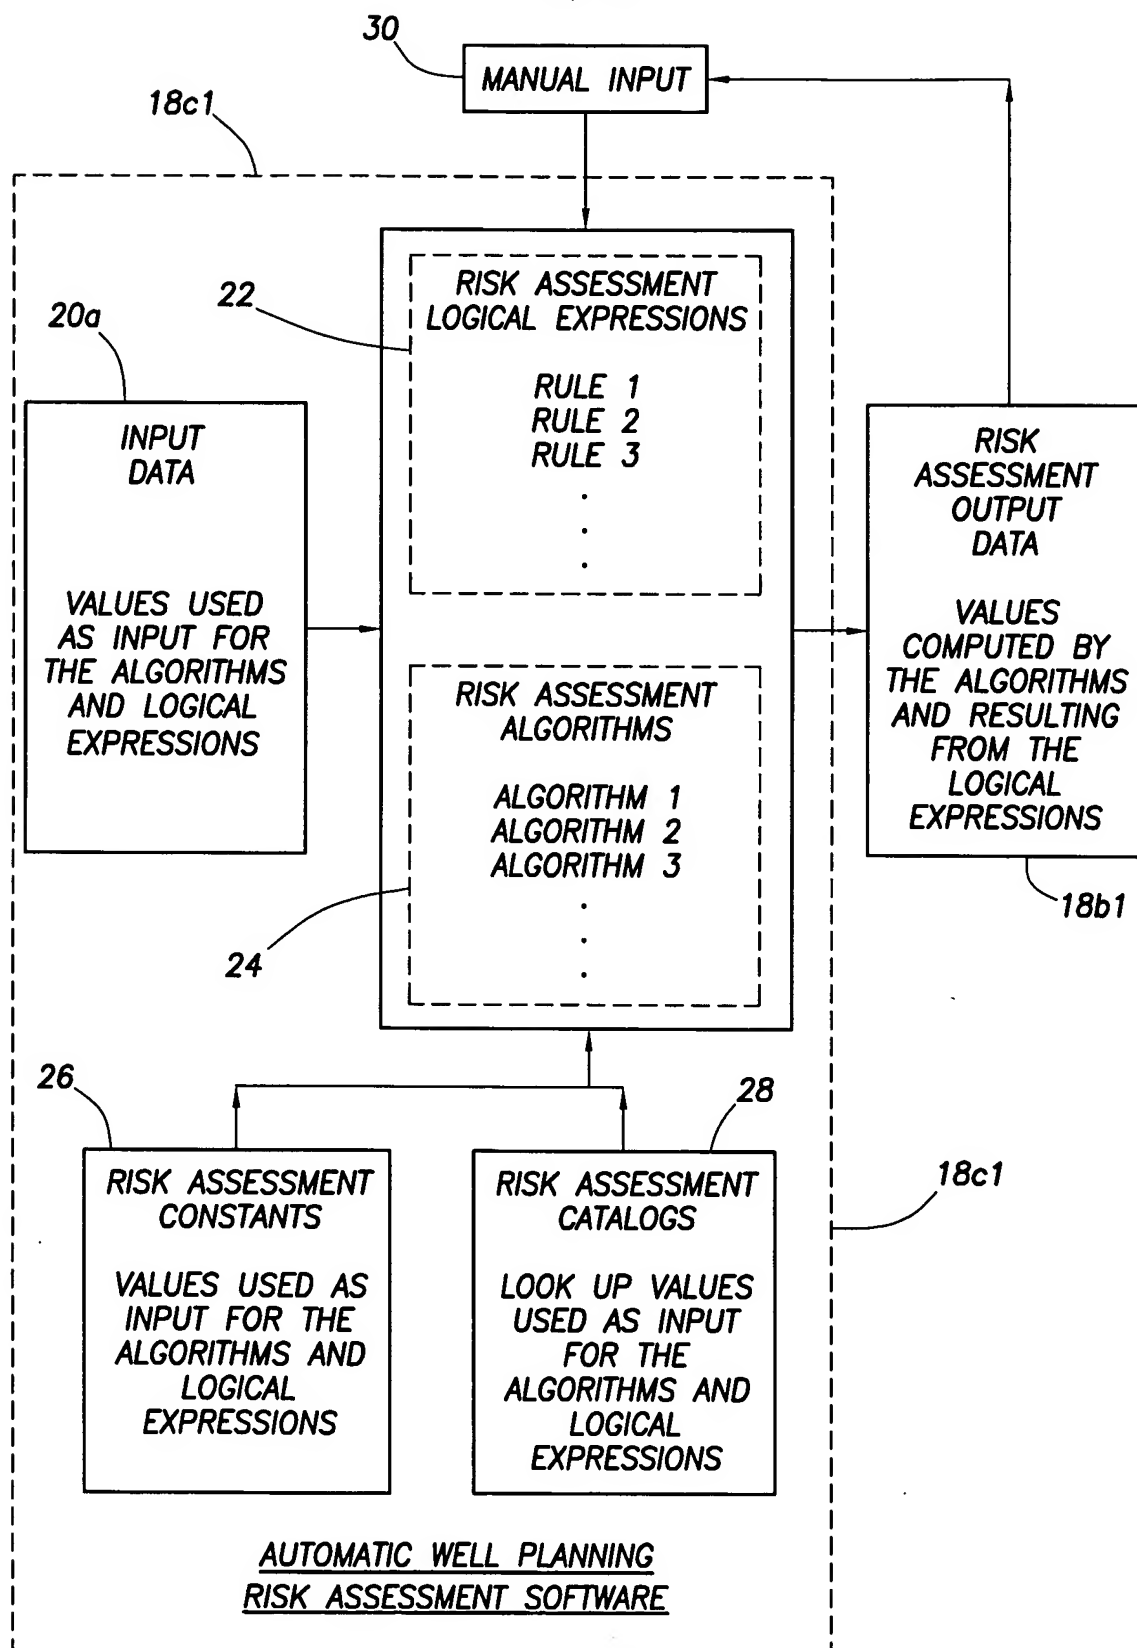 30
MANUAL INPUT
18c1
22
RISK ASSESSMENT
LOGICAL EXPRESSIONS
RULE 1
RULE 2
RULE 3
.
.
.
20a
INPUT
DATA
VALUES USED
AS INPUT FOR
THE ALGORITHMS
AND LOGICAL
EXPRESSIONS
RISK
ASSESSMENT
OUTPUT
DATA
VALUES
COMPUTED BY
THE ALGORITHMS
AND RESULTING
FROM THE
LOGICAL
EXPRESSIONS
18b1
RISK ASSESSMENT
ALGORITHMS
ALGORITHM 1
ALGORITHM 2
ALGORITHM 3
.
.
.
24
26
RISK ASSESSMENT
CONSTANTS
VALUES USED AS
INPUT FOR THE
ALGORITHMS AND
LOGICAL
EXPRESSIONS
28
RISK ASSESSMENT
CATALOGS
LOOK UP VALUES
USED AS INPUT
FOR THE
ALGORITHMS AND
LOGICAL
EXPRESSIONS
18c1
AUTOMATIC WELL PLANNING
RISK ASSESSMENT SOFTWARE